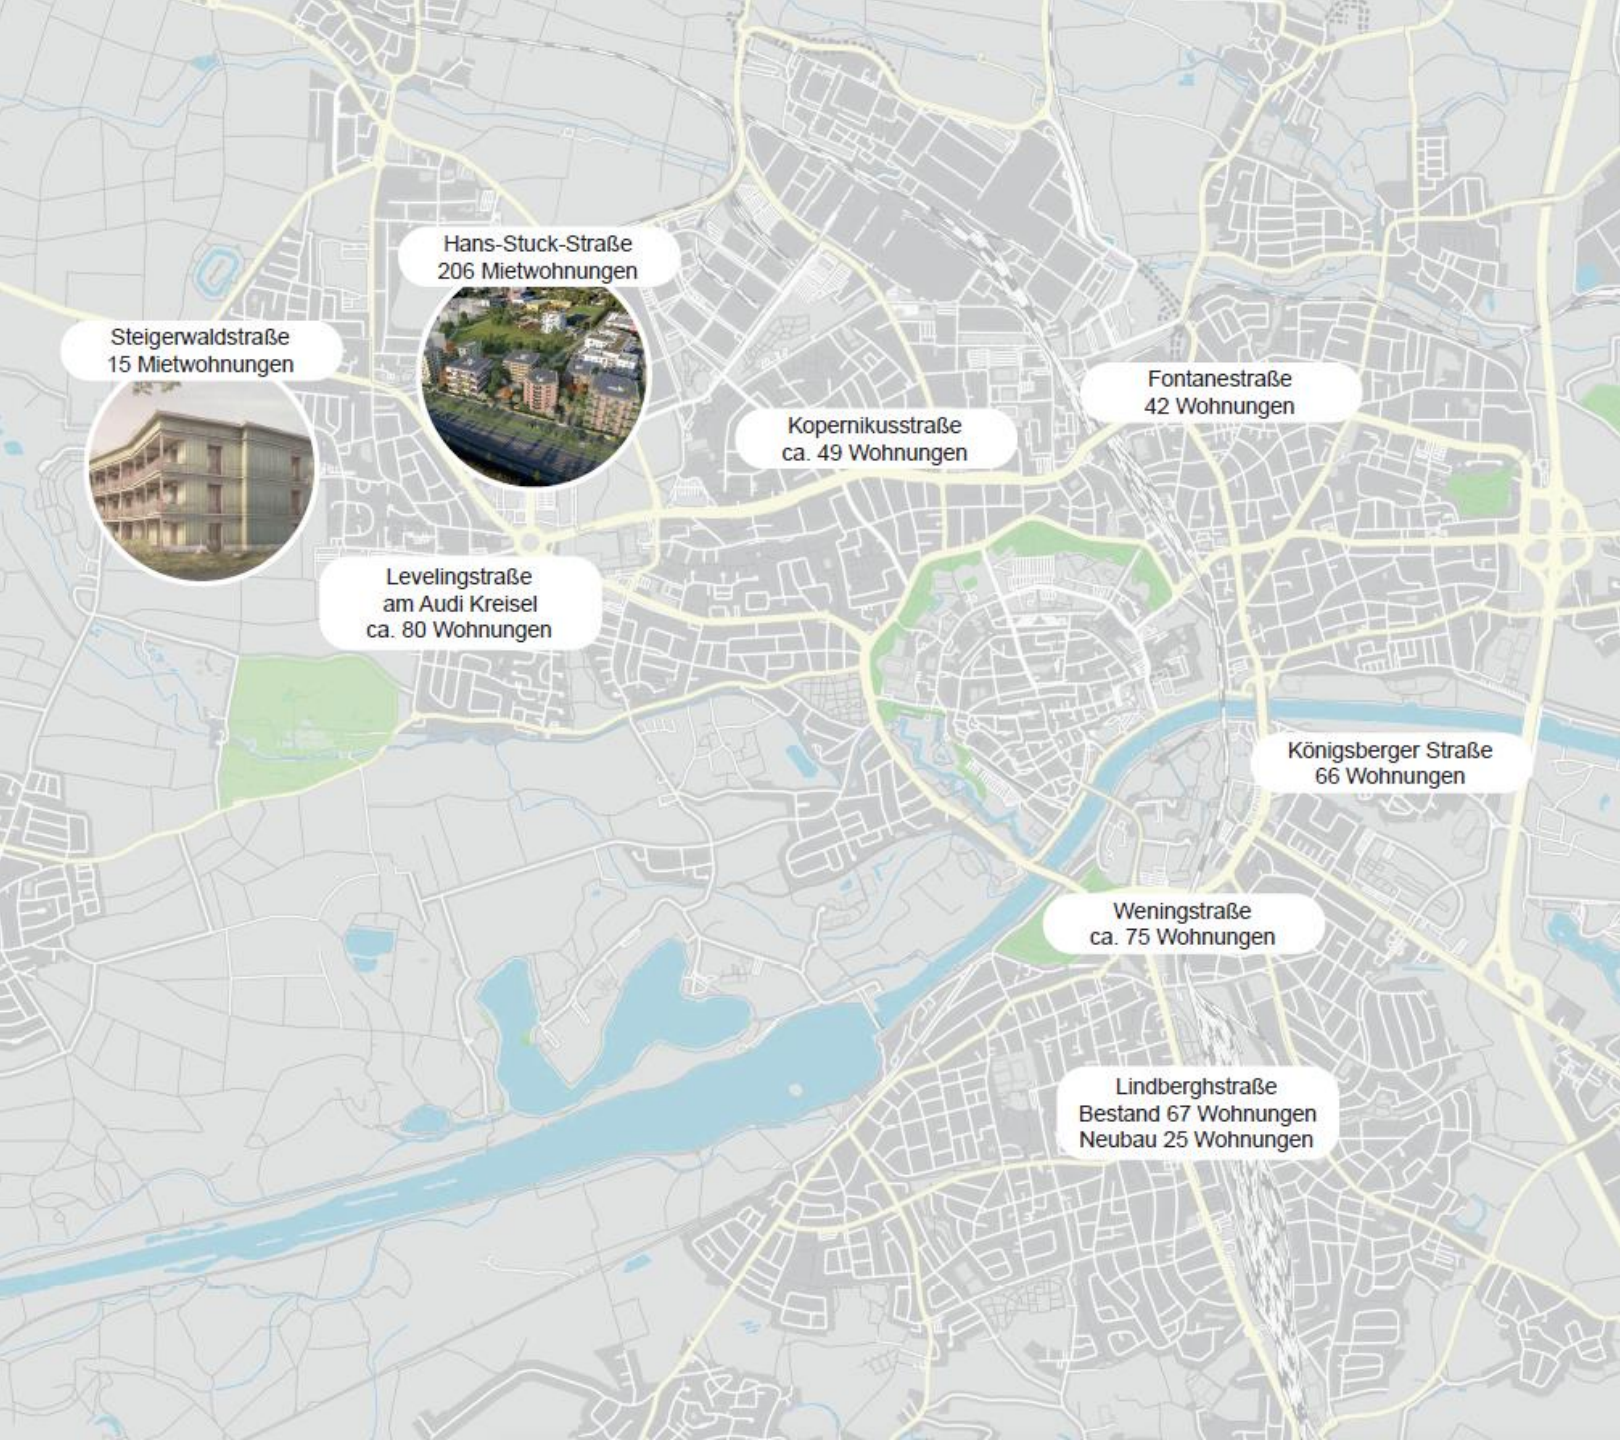 Hans-Stuck-Straße
206 Mietwohnungen
Steigerwaldstraße
15 Mietwohnungen
Fontanestraße
42 Wohnungen
Kopernikusstraße
ca. 49 Wohnungen
Levelingstraße
am Audi Kreisel
ca. 80 Wohnungen
Königsberger Straße
66 Wohnungen
Weningstraße
ca. 75 Wohnungen
Lindberghstraße
Bestand 67 Wohnungen
Neubau 25 Wohnungen